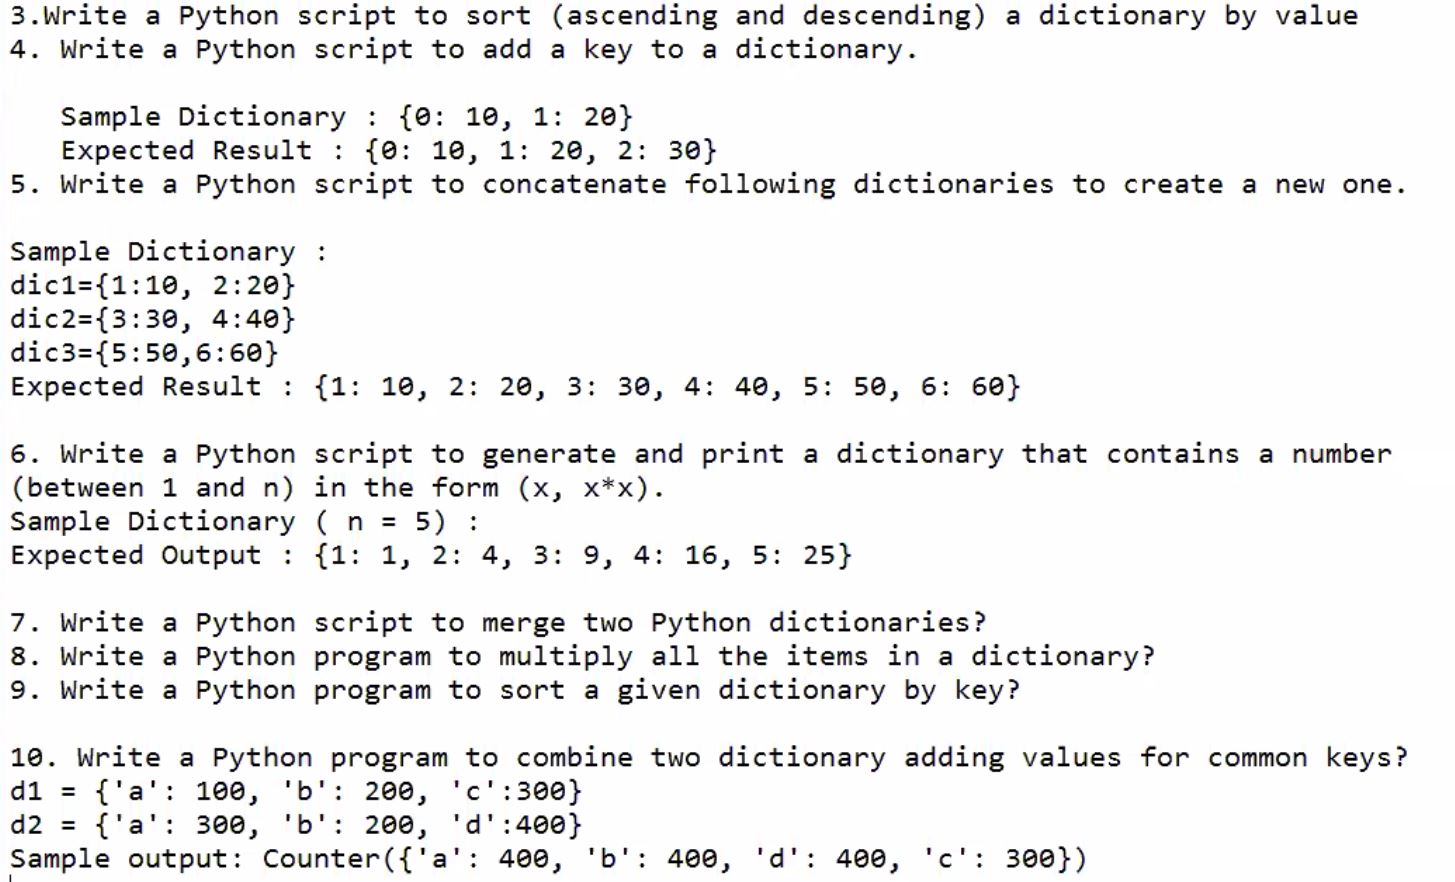 3.Write a Python script to sort (ascending and descending) a dictionary by value
4. Write a Python script to add a key to a dictionary.
Sample Dictionary : {0: 10, 1: 20}
Expected Result : {0: 10, 1: 20, 2: 30}
5. Write a Python script to concatenate following dictionaries to create a new one.
Sample Dictionary :
dic1={1:10, 2:20}
dic2={3:30, 4:40}
dic3={5:50,6:60}
Expected Result : {1: 10, 2: 20, 3: 30, 4: 40, 5: 50, 6: 60}
6. Write a Python script to generate and print a dictionary that contains a number
(between 1 and n) in the form (x, x*x).
Sample Dictionary ( n = 5) :
Expected Output : {1: 1, 2: 4, 3: 9, 4: 16, 5: 25}
7. Write a Python script to merge two Python dictionaries?
8. Write a Python program to multiply all the items in a dictionary?
9. Write a Python program to sort a given dictionary by key?
10. Write a Python program to combine two dictionary adding values for common keys?
d1 = {'a': 100, 'b': 200, 'c':300}
d2 = {'a': 300, 'b': 200, 'd':400}
Sample output: Counter({'a': 400, 'b': 400, 'd': 400, 'c': 300})